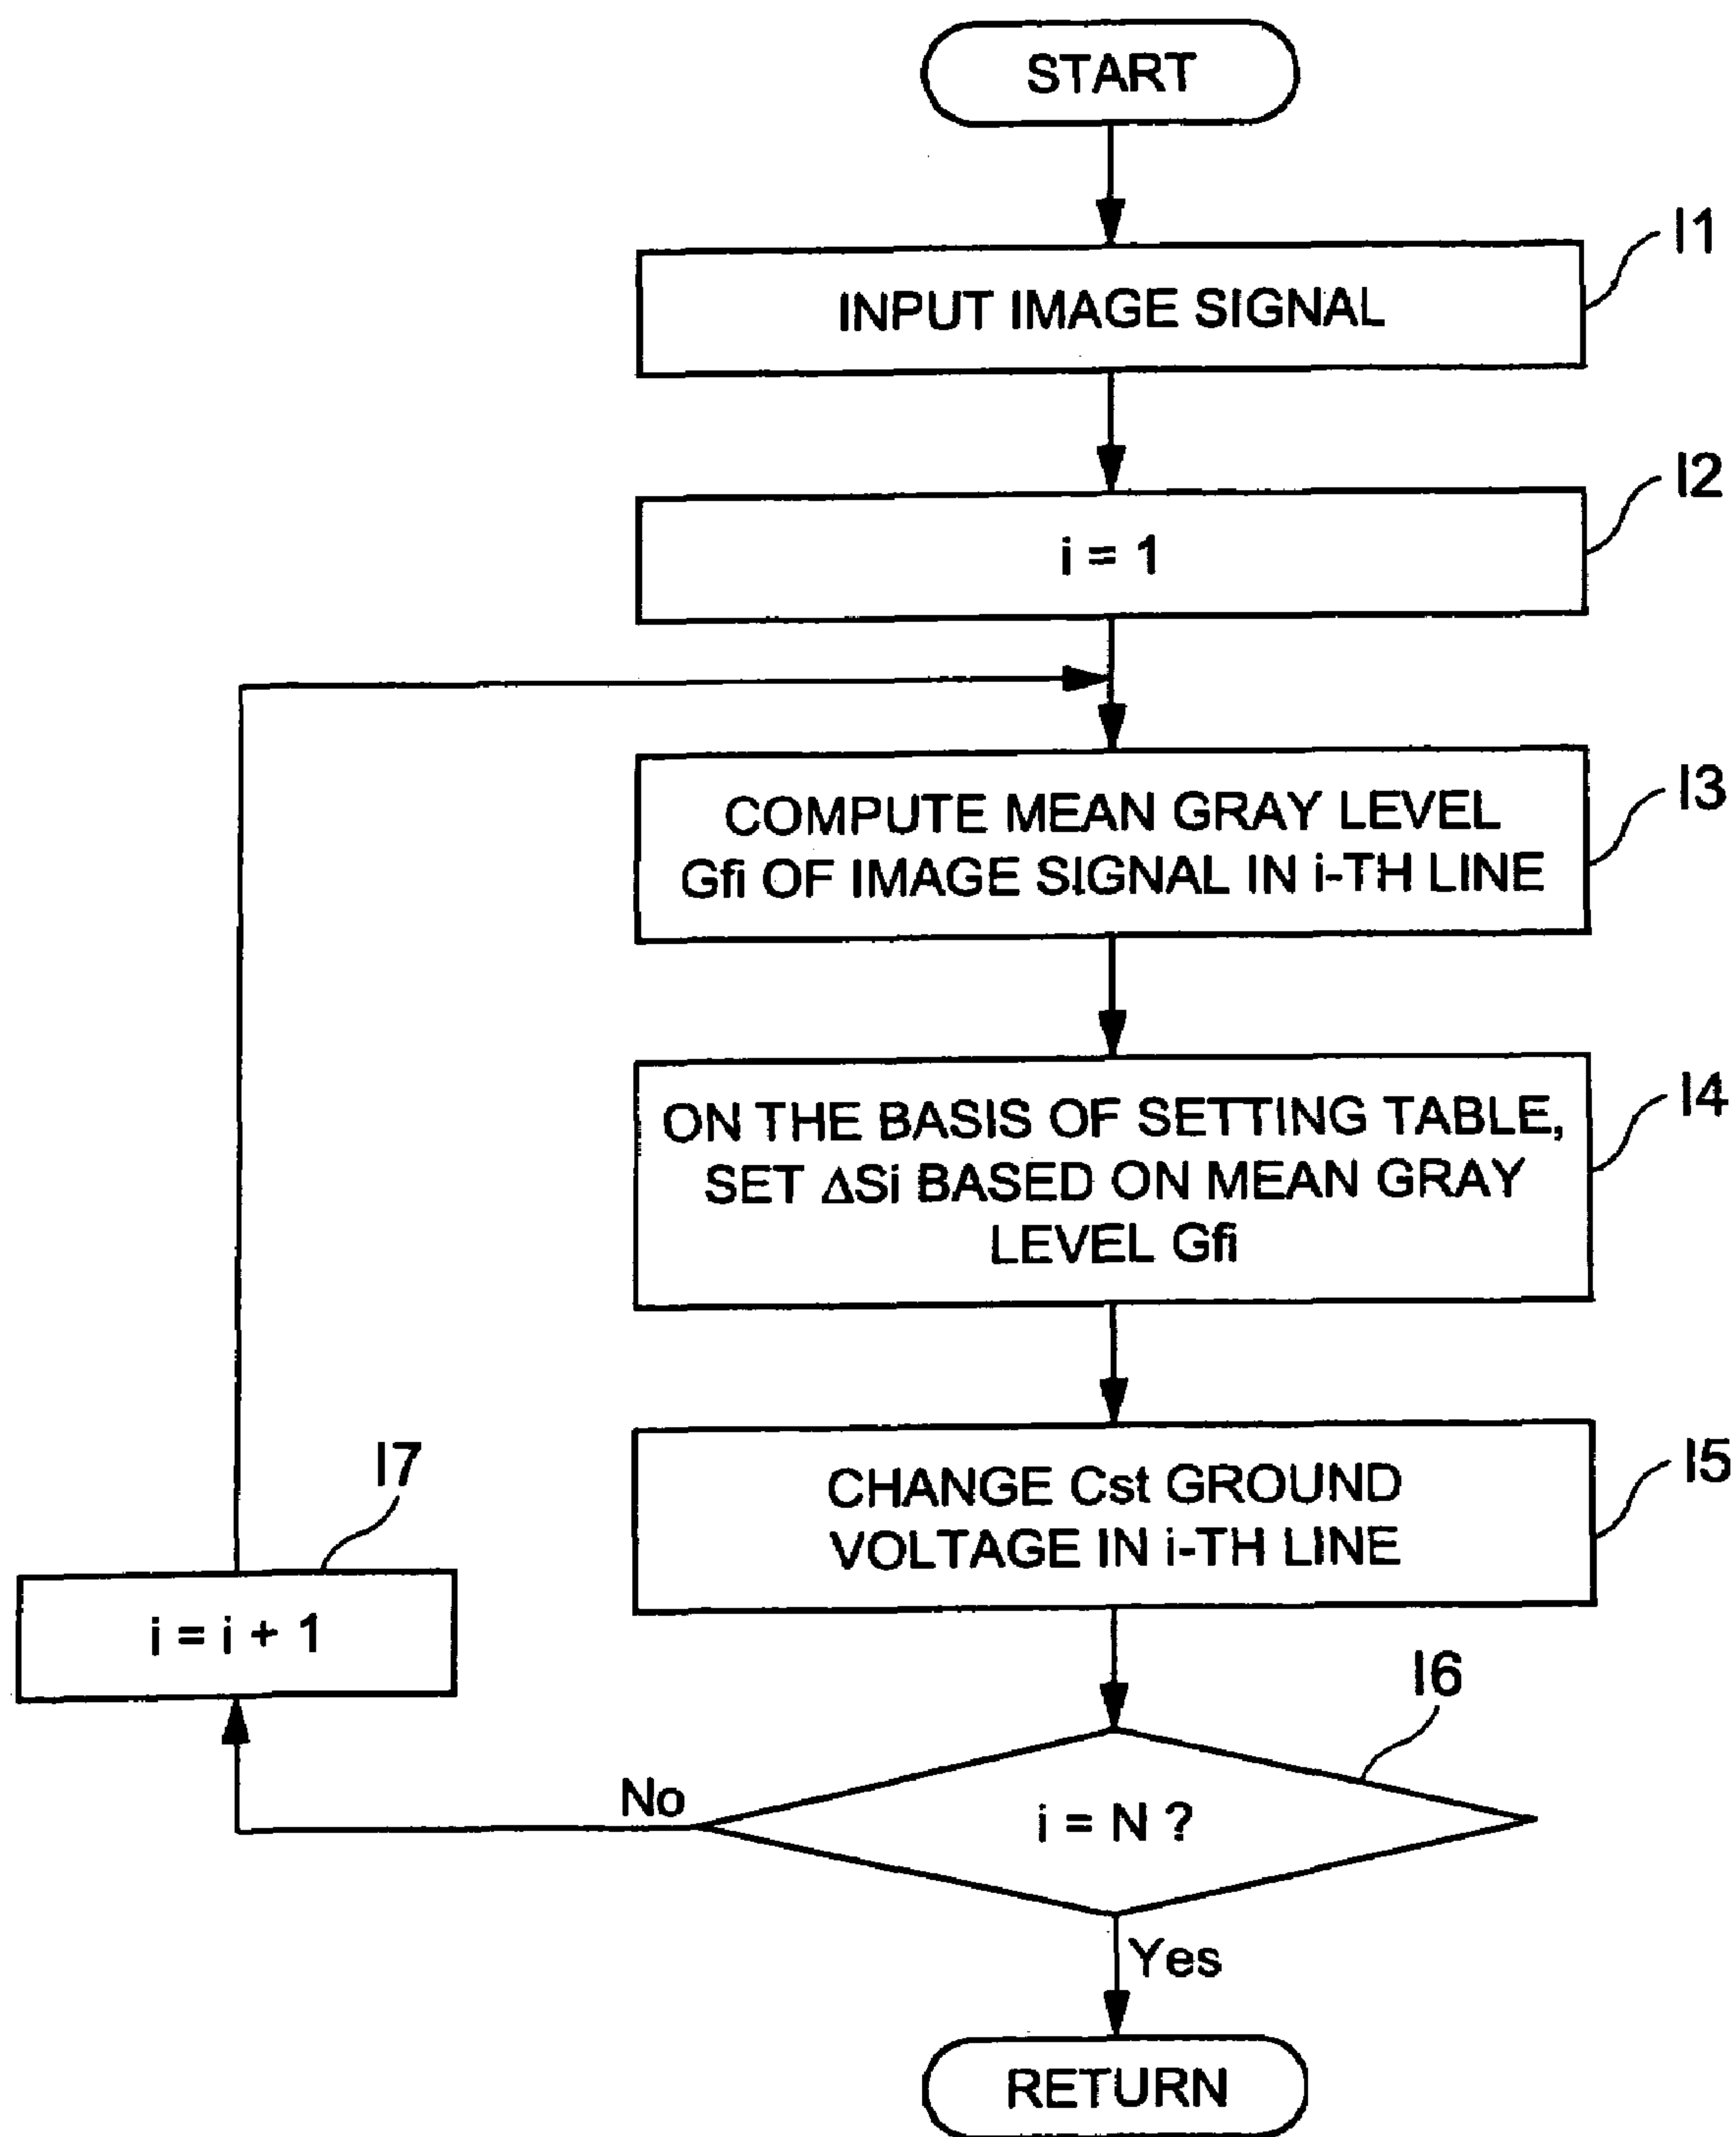 START
I1
INPUT IMAGE SIGNAL
I2
i = 1
I3
COMPUTE MEAN GRAY LEVEL
Gfi OF IMAGE SIGNAL IN i-TH LINE
I4
ON THE BASIS OF SETTING TABLE,
SET ΔSi BASED ON MEAN GRAY
LEVEL Gfi
I5
CHANGE Cst GROUND
VOLTAGE IN i-TH LINE
I7
i = i + 1
I6
No
i = N ?
Yes
RETURN